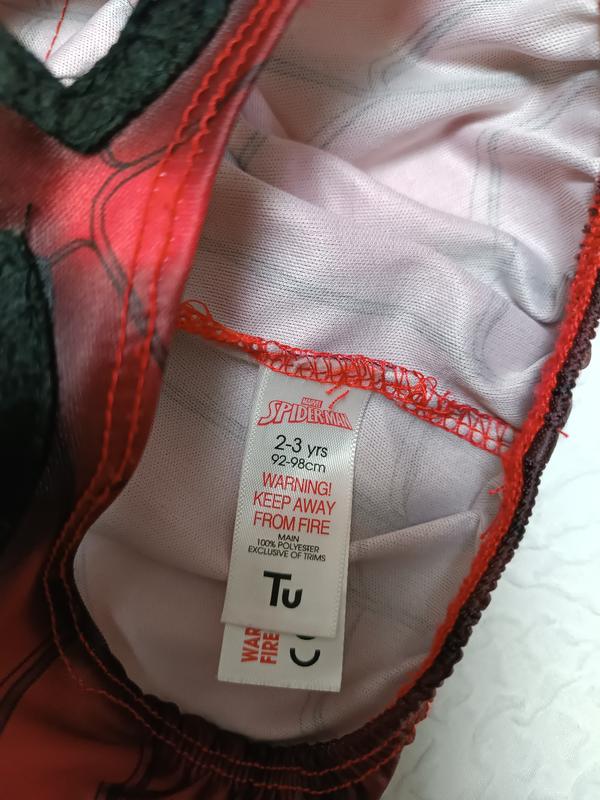 MARVEL
SPIDER-MAN
2-3 yrs
92-98cm
WARNING!
KEEP AWAY
FROM FIRE
MAIN
100% POLYESTER
EXCLUSIVE OF TRIMS
Tu
WAR
FIRE